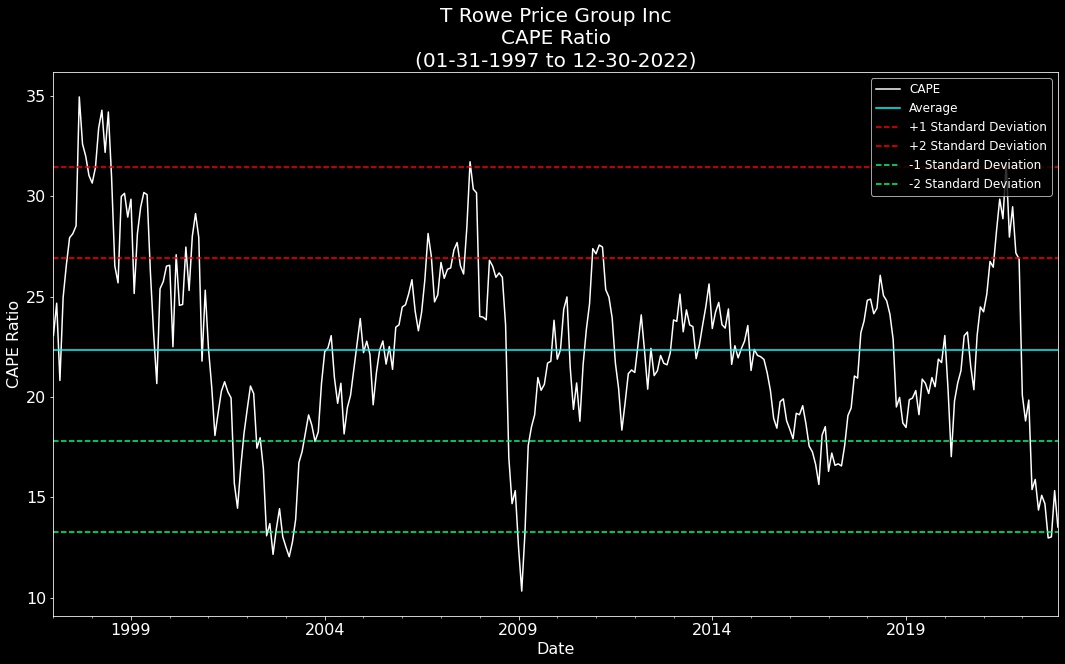 T Rowe Price Group Inc
CAPE Ratio
(01-31-1997 to 12-30-2022)
CAPE
Average
+1 Standard Deviation
+2 Standard Deviation
-1 Standard Deviation
-2 Standard Deviation
35
30
25
20
15
10
CAPE Ratio
1999 2004 2009 2014 2019
Date